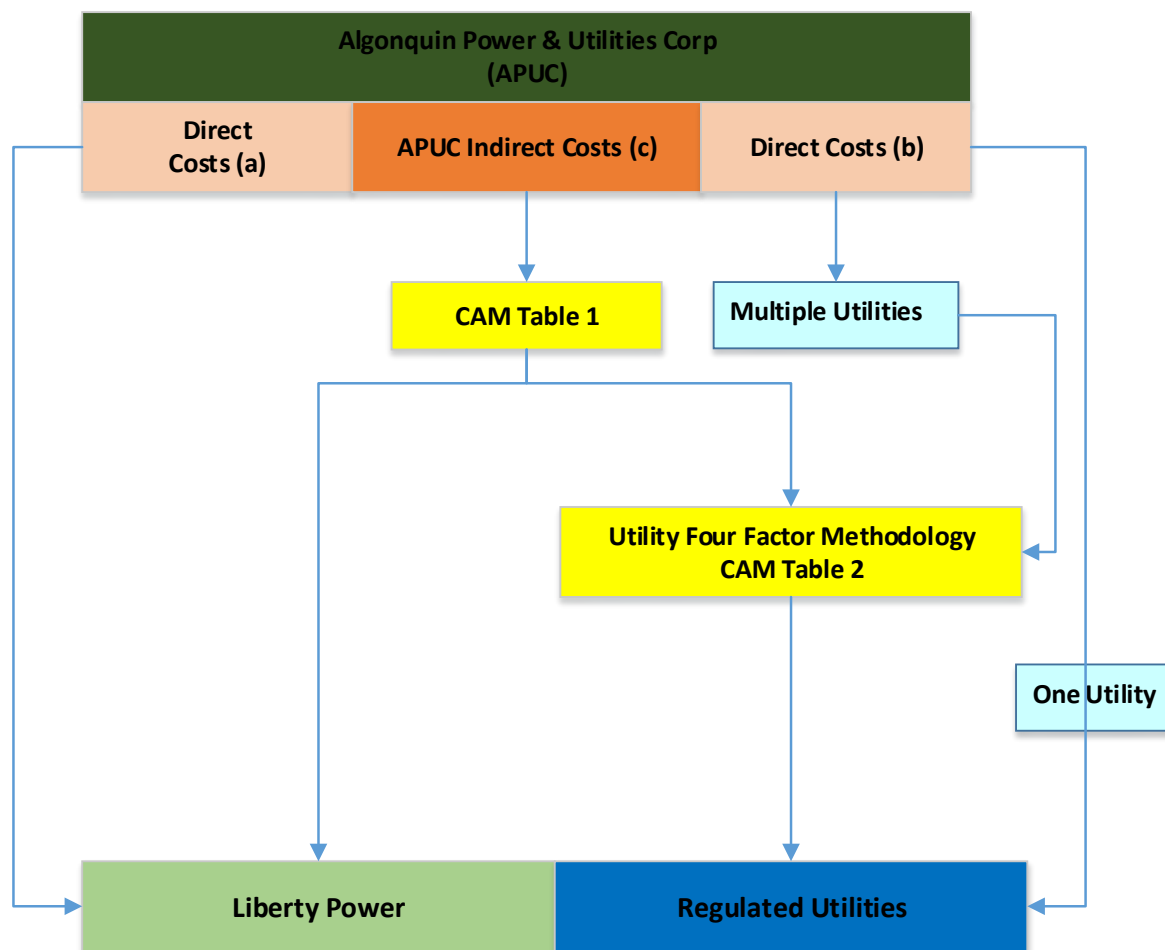 Algonquin Power & Utilities Corp
(APUC)
Direct
Costs (a)
APUC Indirect Costs (c)
Direct Costs (b)
CAM Table 1
Multiple Utilities
Utility Four Factor Methodology
CAM Table 2
One Utility
Liberty Power
Regulated Utilities